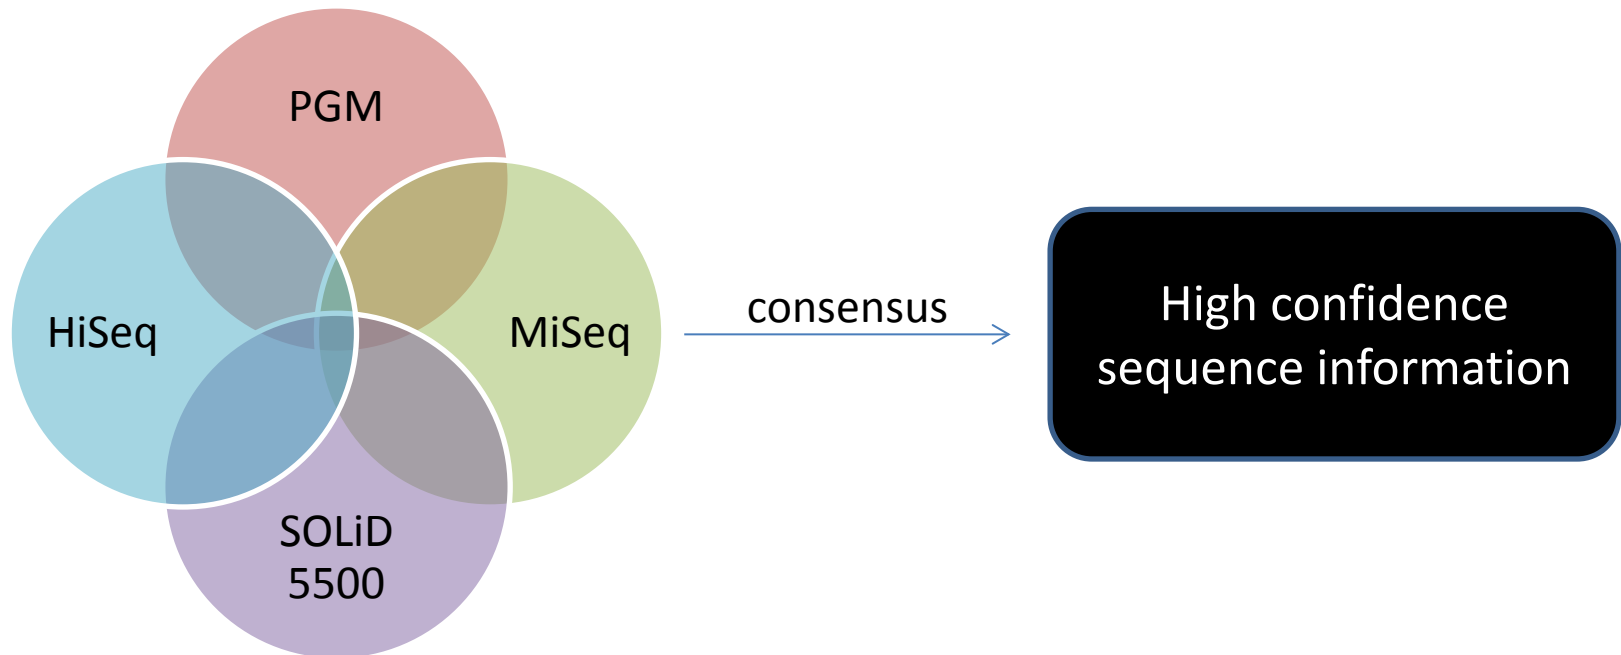 PGM
HiSeq
MiSeq
SOLiD
5500
consensus
High confidence
sequence information